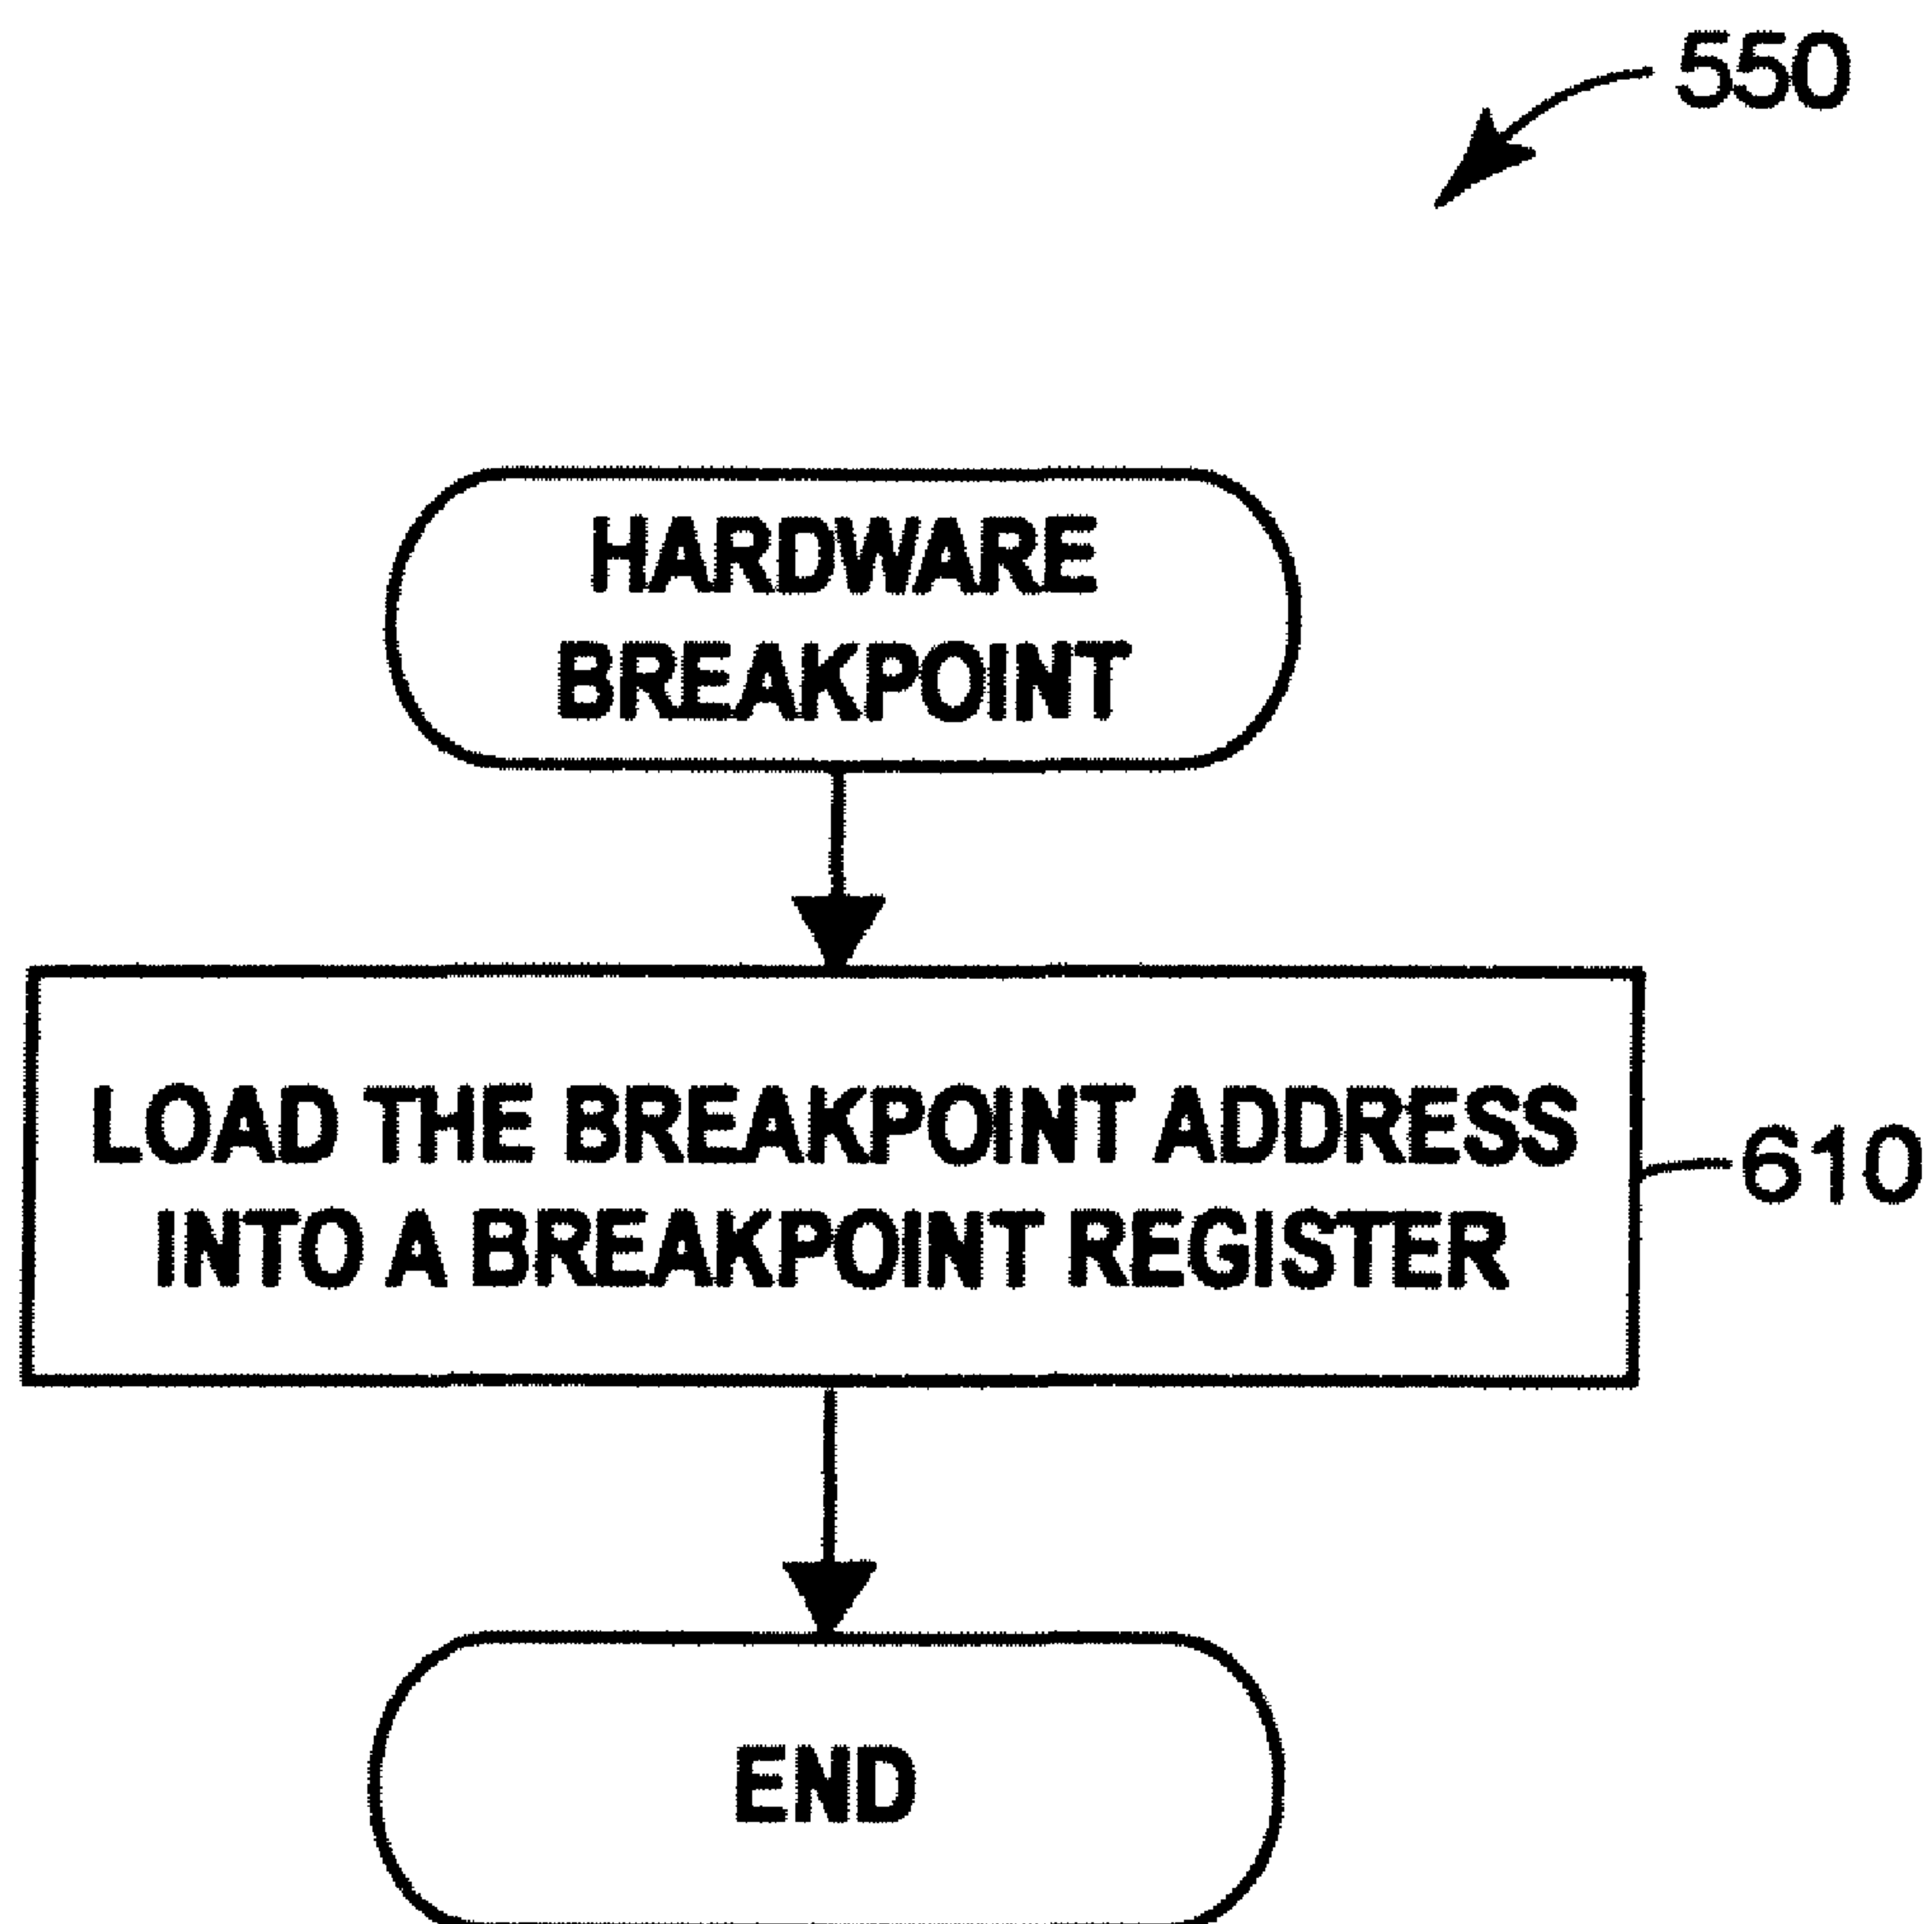 550
HARDWARE
BREAKPOINT
LOAD THE BREAKPOINT ADDRESS
INTO A BREAKPOINT REGISTER
610
END